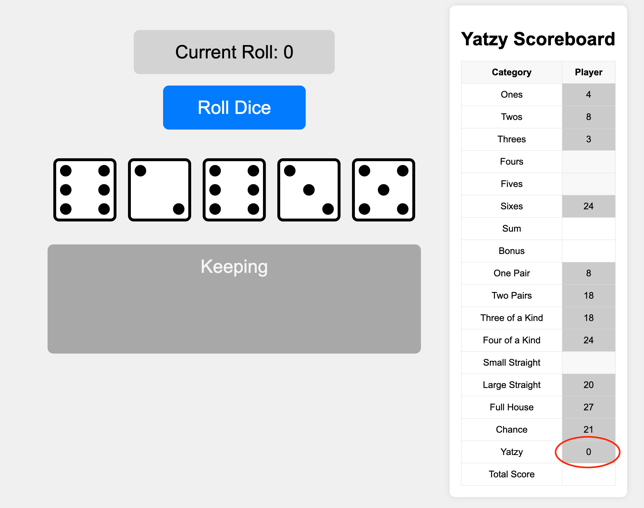 Current Roll: 0
Roll Dice
Keeping
Yatzy Scoreboard
Category Player
Ones 4
Twos 8
Threes 3
Fours
Fives
Sixes 24
Sum
Bonus
One Pair 8
Two Pairs 18
Three of a Kind 18
Four of a Kind 24
Small Straight
Large Straight 20
Full House 27
Chance 21
Yatzy 0
Total Score